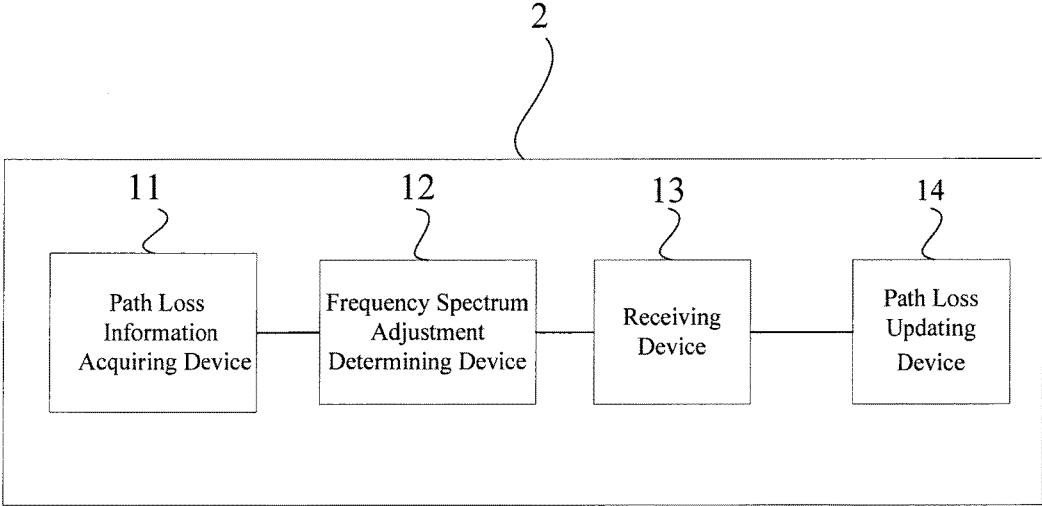 2
11
12
13
14
Path Loss
Information
Acquiring Device
Frequency Spectrum
Adjustment
Determining Device
Receiving
Device
Path Loss
Updating
Device